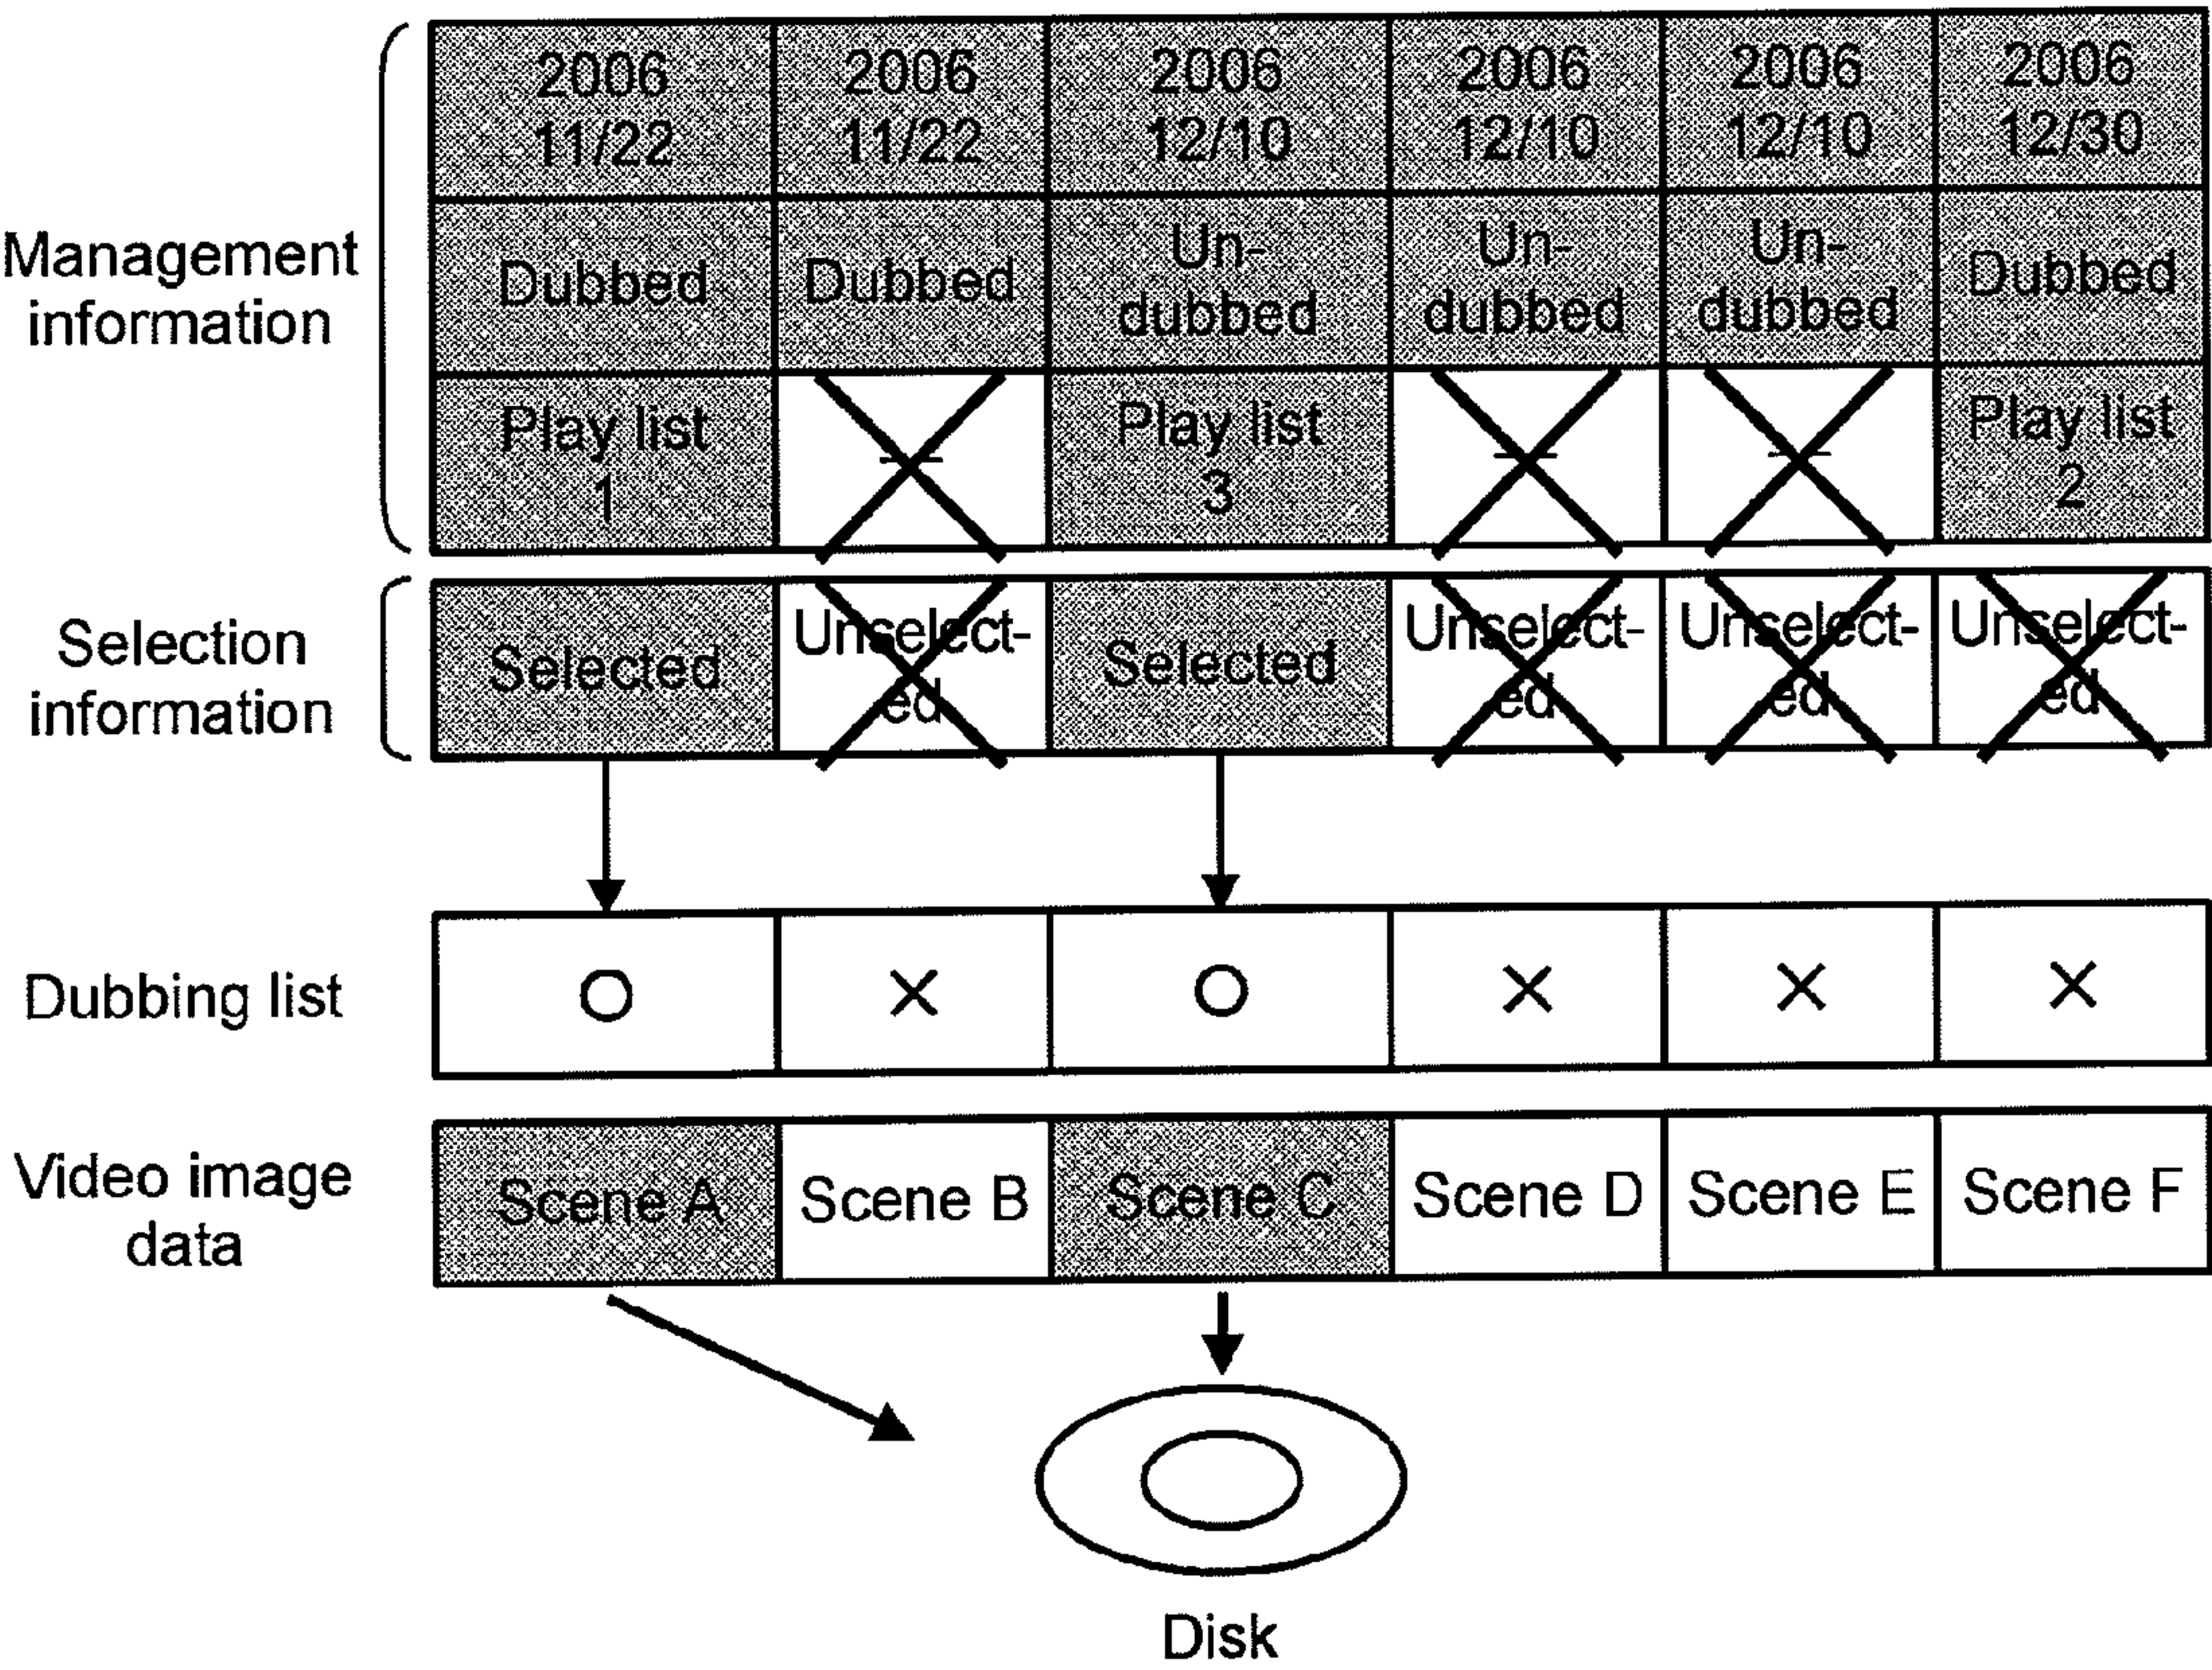 2006 2006 2006 2006 2006 2006
11/22 11/22 12/10 12/10 12/10 12/30
Management
information
Dubbed Dubbed Un- Un- Un- Dubbed
dubbed dubbed dubbed
Play list – Play list – – Play list
1 3 2
Selection
information
Selected Unselect- Selected Unselect- Unselect- Unselect-
ed ed ed ed
Dubbing list ○ × ○ × × ×
Video image
data
Scene A Scene B Scene C Scene D Scene E Scene F
Disk